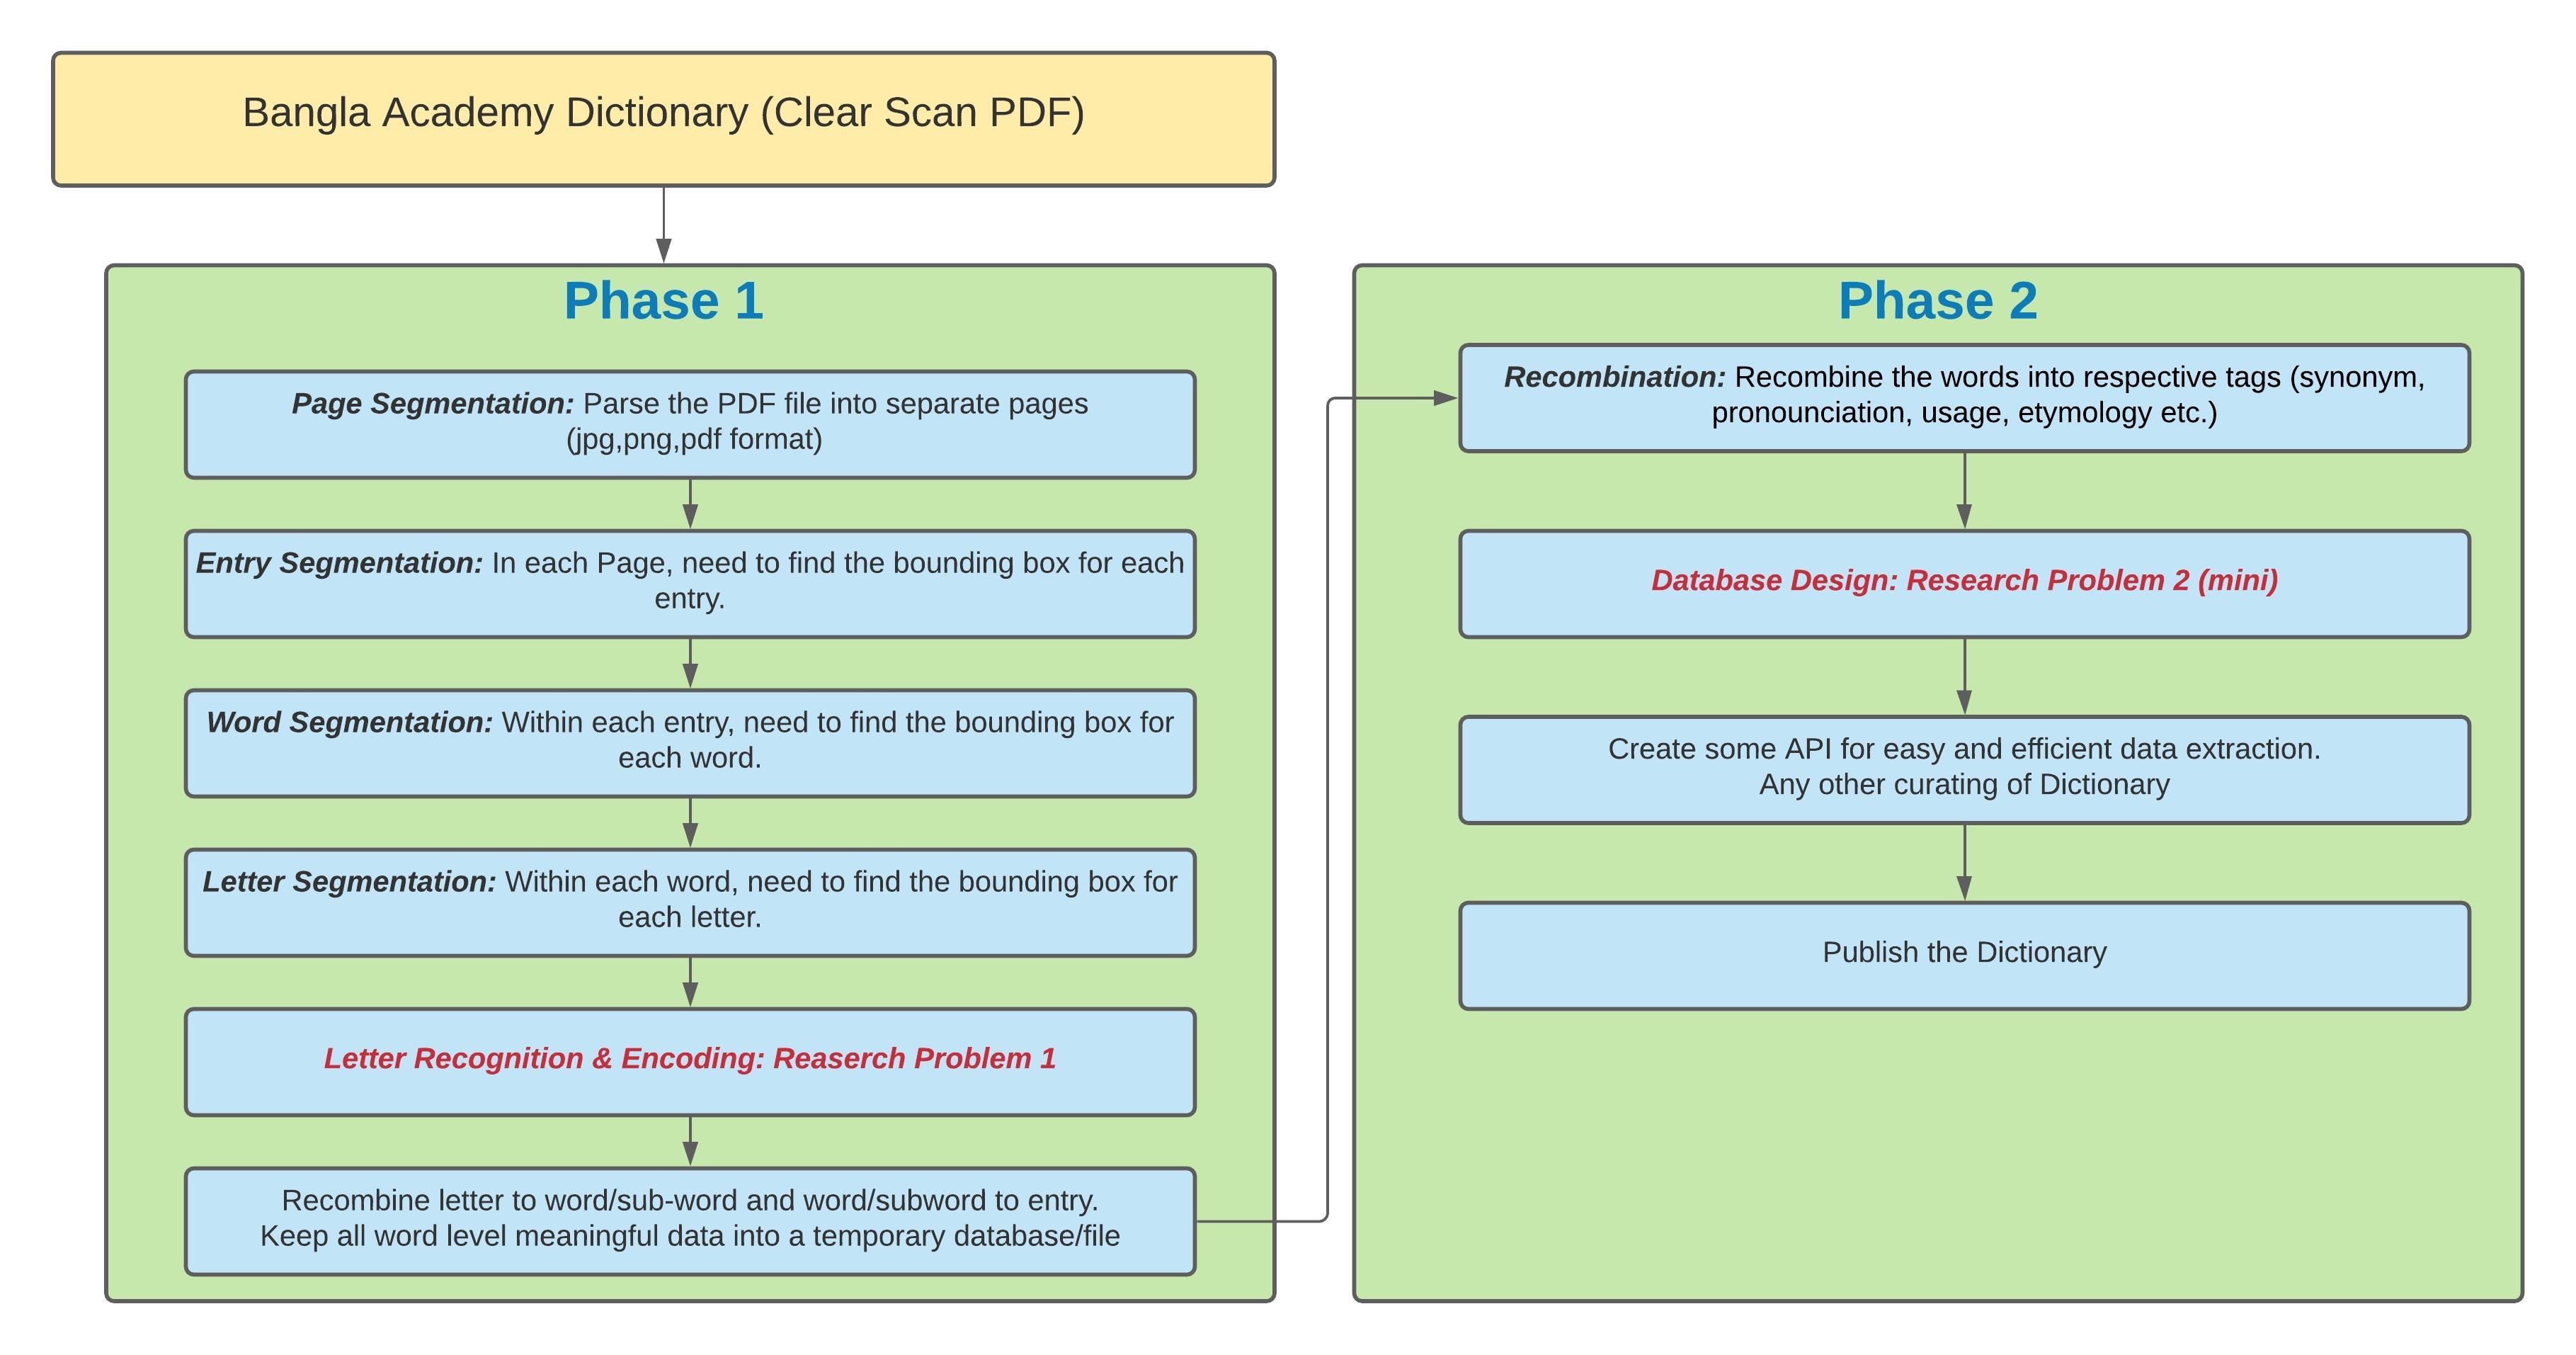 Bangla Academy Dictionary (Clear Scan PDF)
Phase 1
Page Segmentation: Parse the PDF file into separate pages
(jpg,png,pdf format)
Entry Segmentation: In each Page, need to find the bounding box for each
entry.
Word Segmentation: Within each entry, need to find the bounding box for
each word.
Letter Segmentation: Within each word, need to find the bounding box for
each letter.
Letter Recognition & Encoding: Reaserch Problem 1
Recombine letter to word/sub-word and word/subword to entry.
Keep all word level meaningful data into a temporary database/file
Phase 2
Recombination: Recombine the words into respective tags (synonym,
pronounciation, usage, etymology etc.)
Database Design: Research Problem 2 (mini)
Create some API for easy and efficient data extraction.
Any other curating of Dictionary
Publish the Dictionary